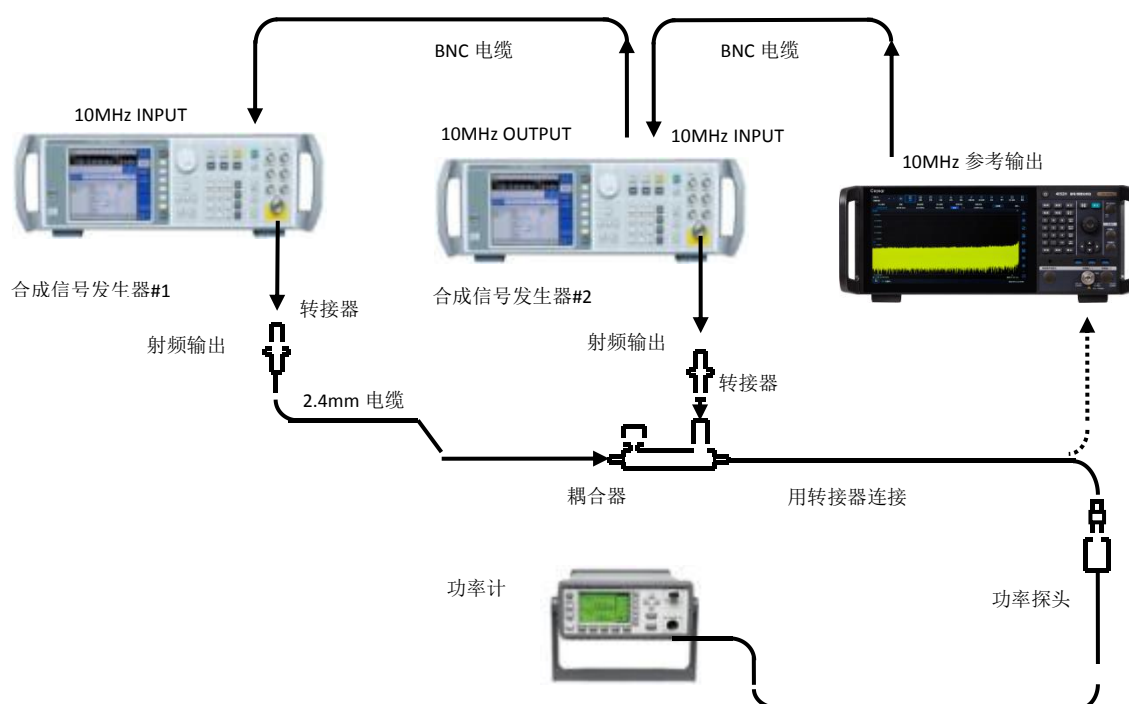 BNC 电缆
BNC 电缆
10MHz INPUT
10MHz OUTPUT
10MHz INPUT
10MHz 参考输出
合成信号发生器#1
合成信号发生器#2
转接器
射频输出
射频输出
转接器
2.4mm 电缆
耦合器
用转接器连接
功率计
功率探头